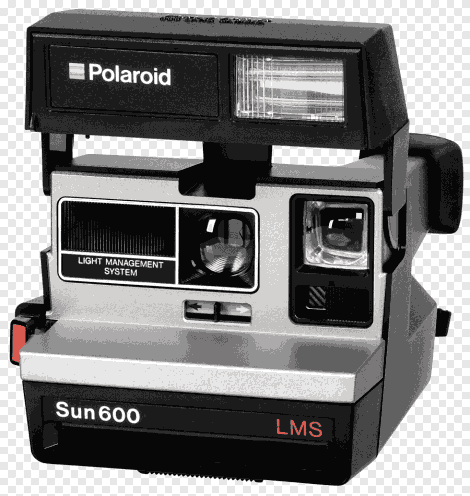 Polaroid
LIGHT MANAGEMENT
SYSTEM
Sun600
LMS